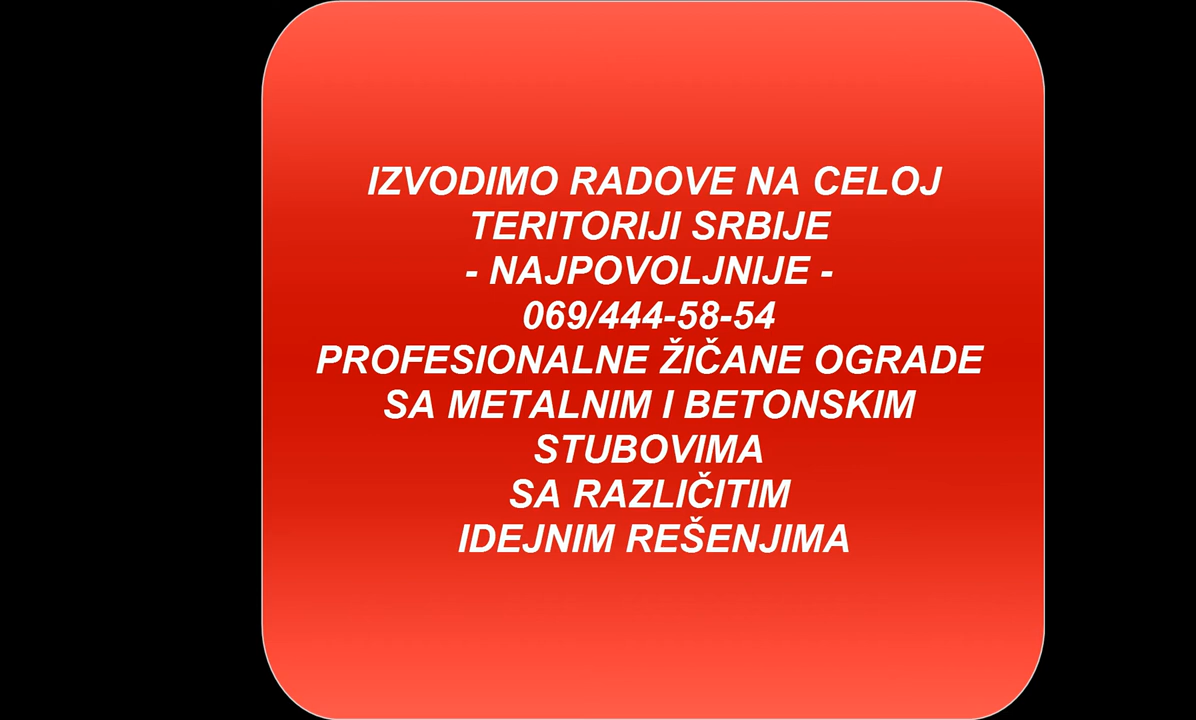 IZVODIMO RADOVE NA CELOJ
TERITORIJI SRBIJE
- NAJPOVOLJNIJE -
069/444-58-54
PROFESIONALNE ŽIČANE OGRADE
SA METALNIM I BETONSKIM
STUBOVIMA
SA RAZLIČITIM
IDEJNIM REŠENJIMA